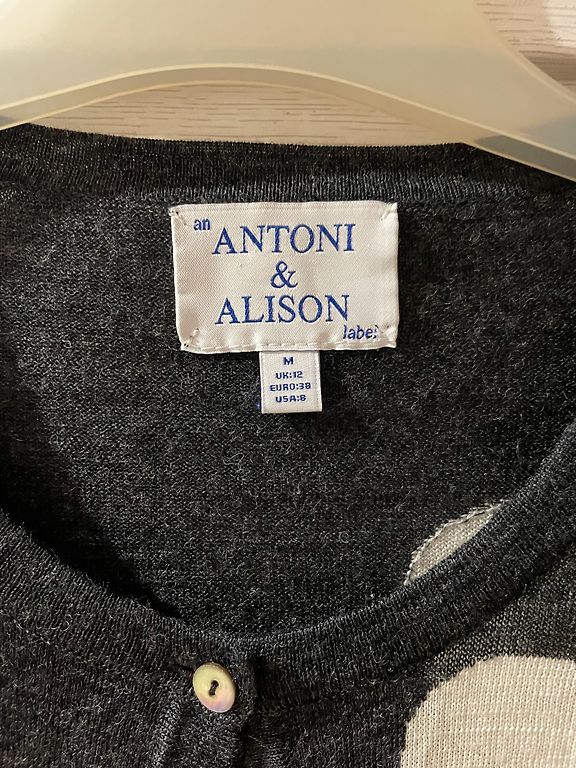 an
ANTONI
&
ALISON
label
M
UK:12
EURO:38
USA:8